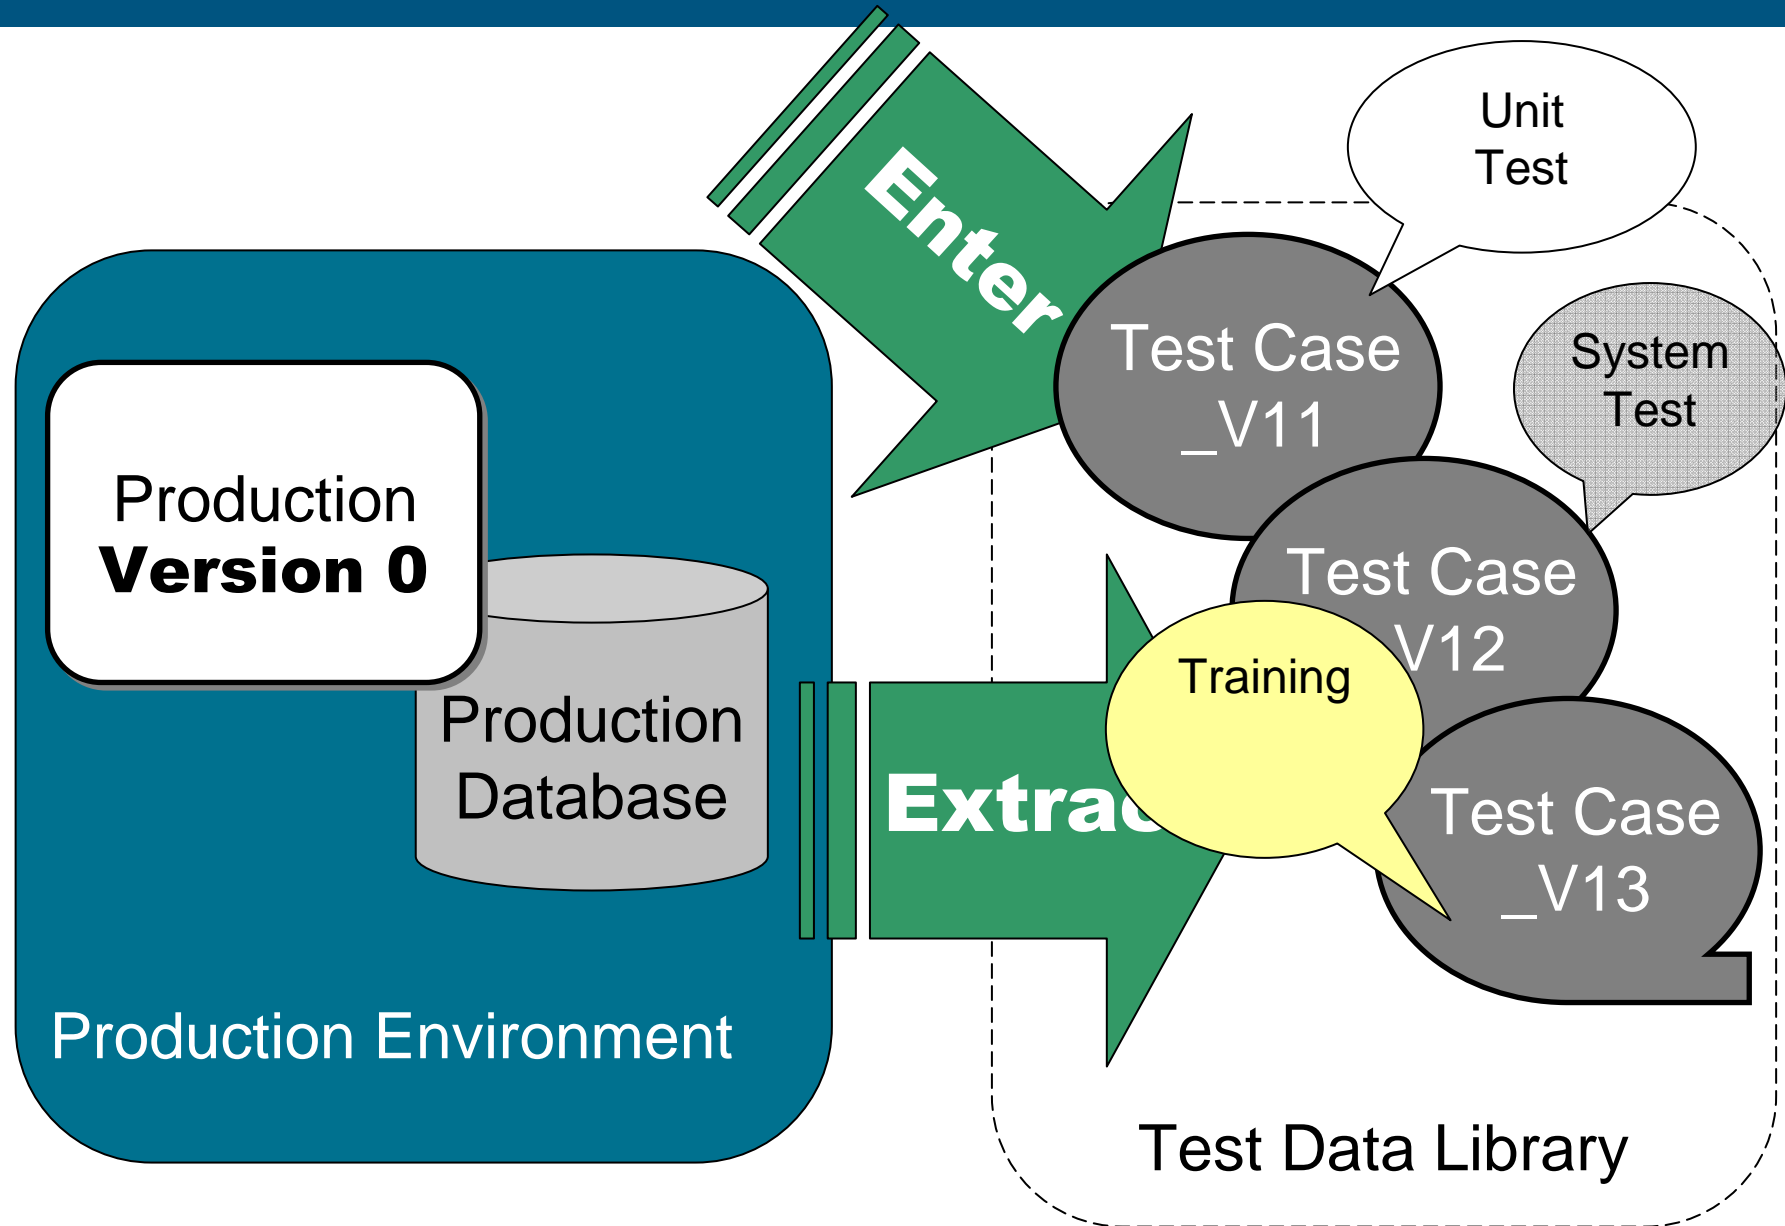 Enter
Unit
Test
Test Case
_V11
System
Test
Production
Version 0
Test Case
V12
Training
Production
Database
Extrac
Test Case
_V13
Production Environment
Test Data Library